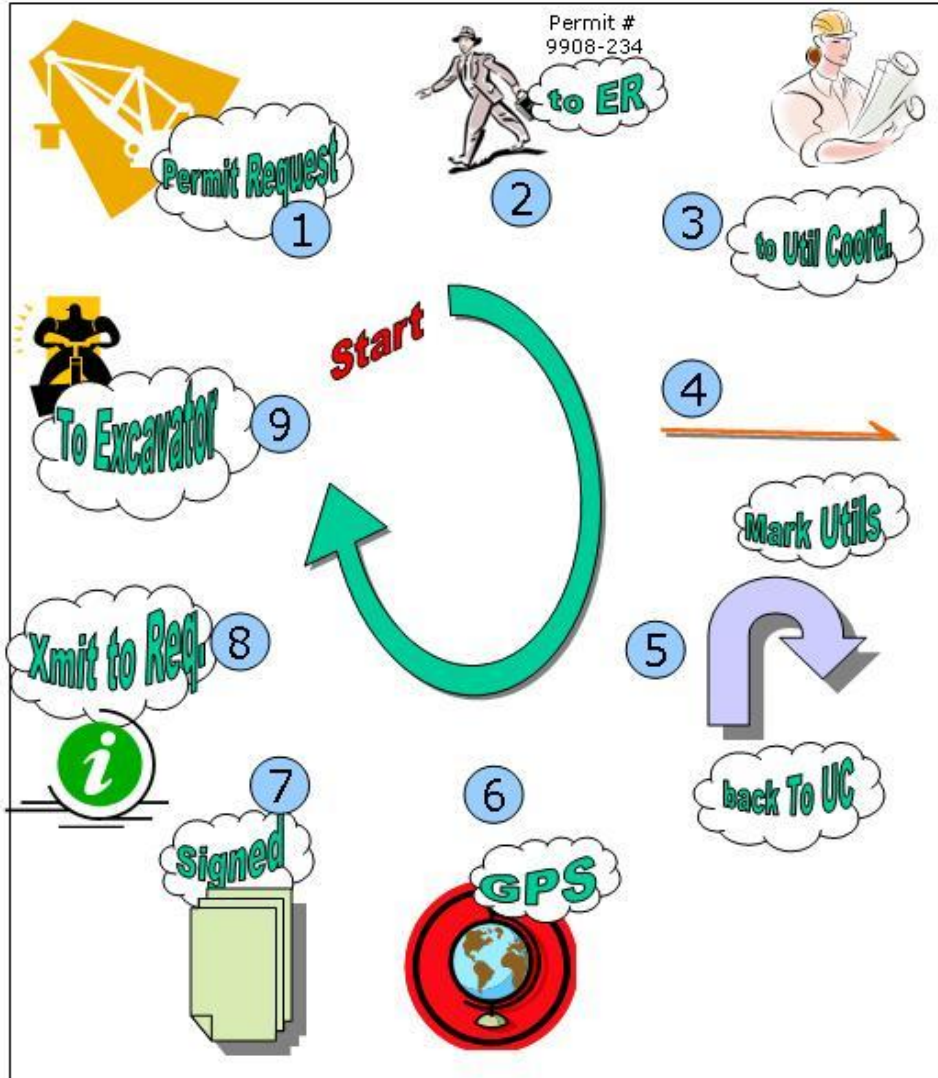 Permit #
9908-234
Permit Request
1
to ER
2
3
to Util Coord.
Start
4
Mark Utils
5
back To UC
6
GPS
7
Signed
8
Xmit to Req.
i
9
To Excavator